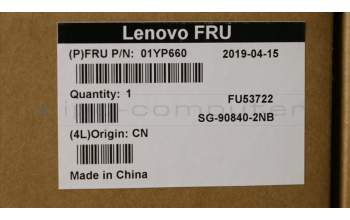 Lenovo FRU
(P)FRU P/N: 01YP660 2019-04-15
Quantity: 1 FU53722
SG-90840-2NB
(4L)Origin: CN
Made in China